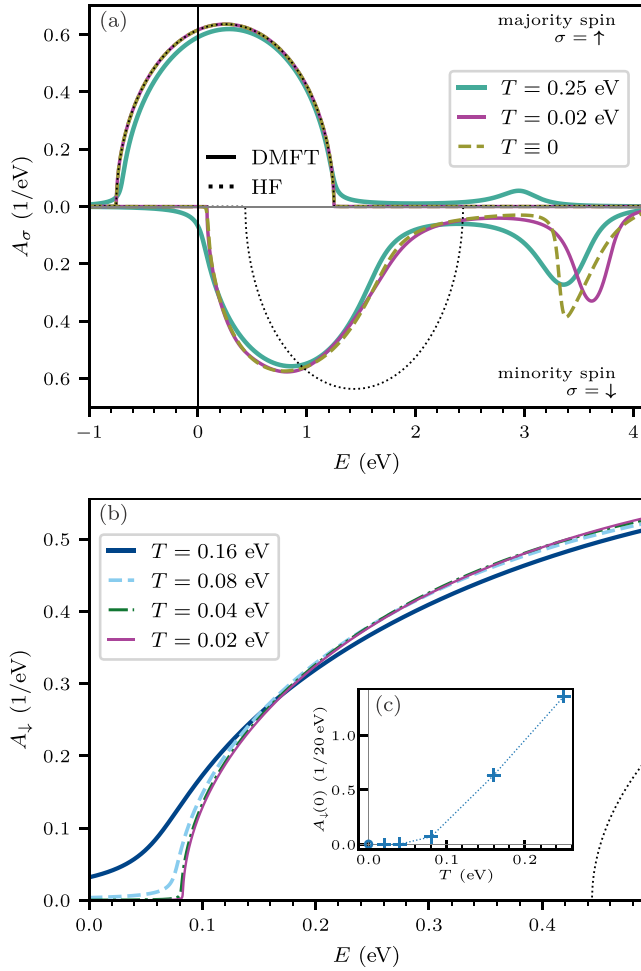 (a)
majority spin
σ = ↑
T = 0.25 eV
T = 0.02 eV
T ≡ 0
DMFT
HF
0.6
0.4
0.2
0.0
0.2
0.4
0.6
A_σ (1/eV)
minority spin
σ = ↓
−1 0 1 2 3 4
E (eV)
(b)
T = 0.16 eV
T = 0.08 eV
T = 0.04 eV
T = 0.02 eV
0.5
0.4
0.3
0.2
0.1
0.0
A_↓ (1/eV)
(c)
1.0
0.5
0.0
A_↓(0) (1/20 eV)
0.0 0.1 0.2
T (eV)
0.0 0.1 0.2 0.3 0.4
E (eV)